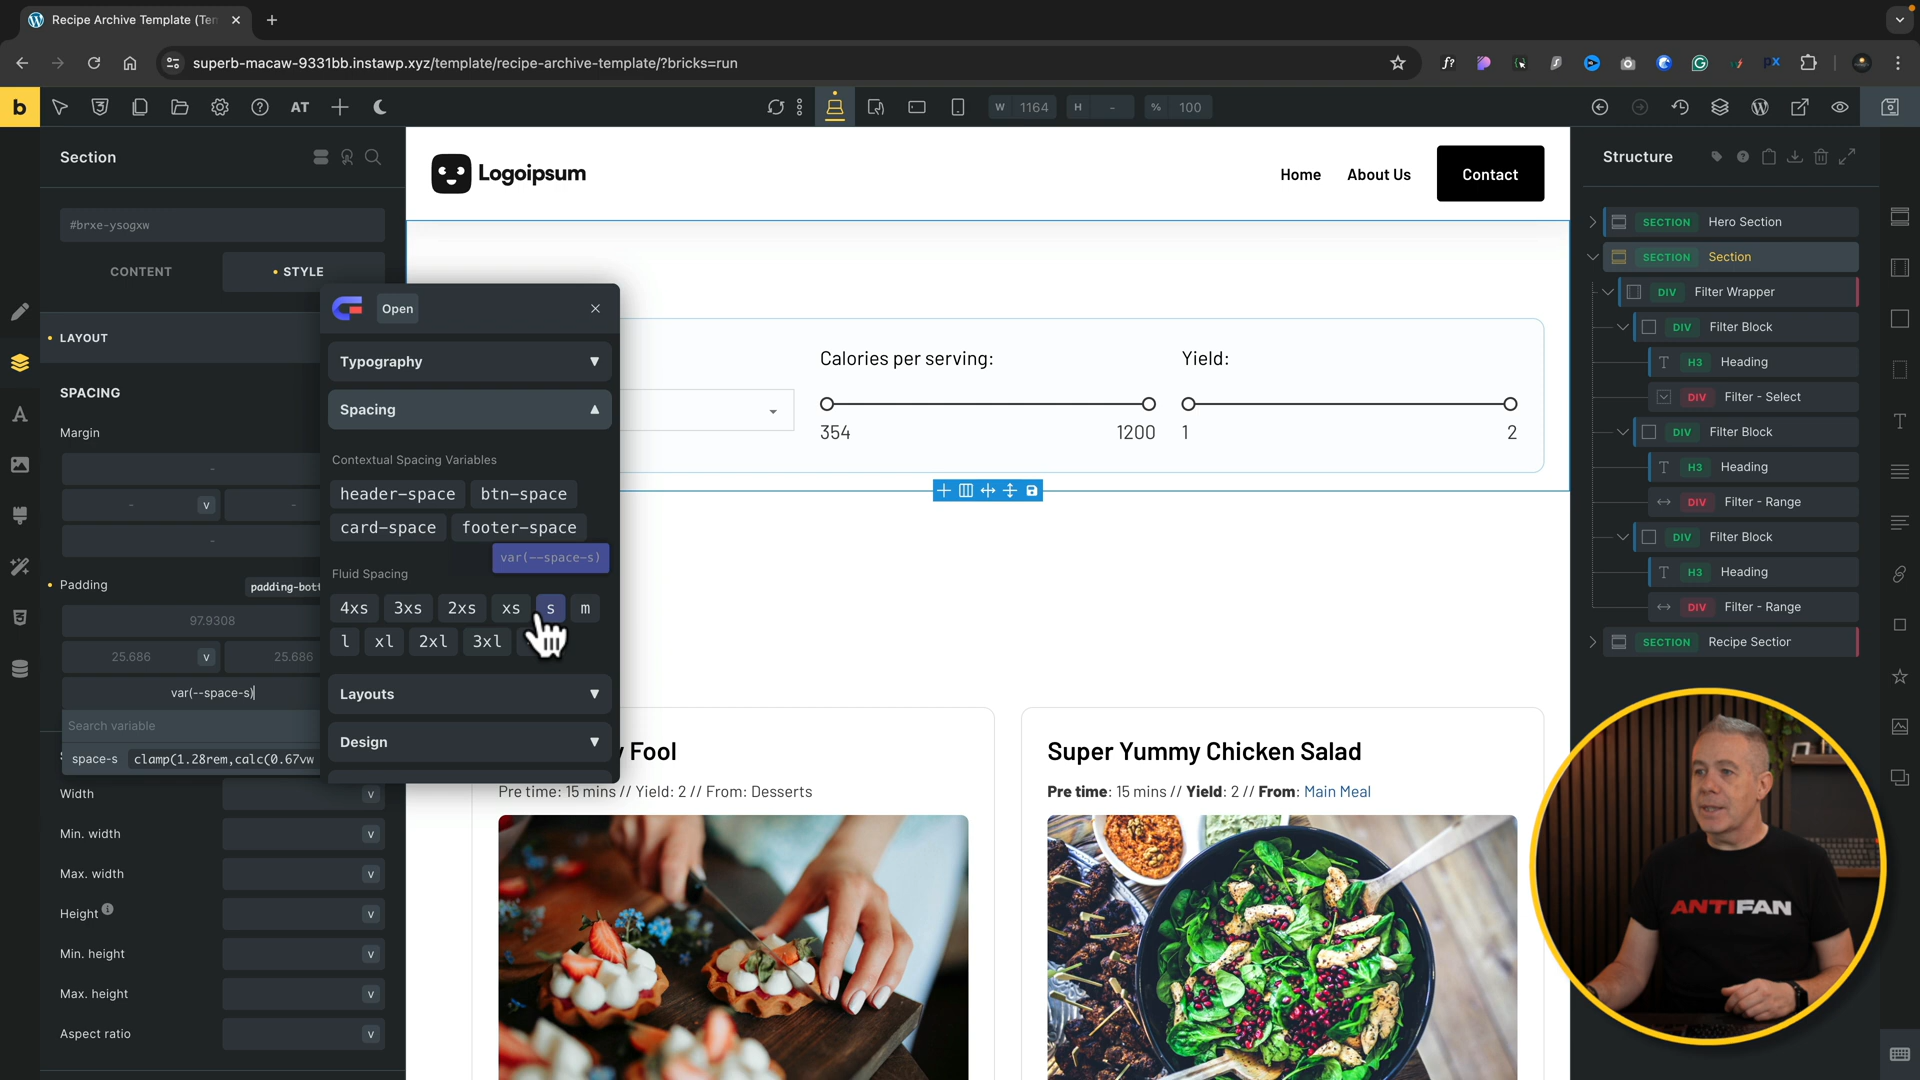 Recipe Archive Template (Ten
superb-macaw-9331bb.instawp.xyz/template/recipe-archive-template/?bricks=run
b
AT
W 1164
H -
% 100
Section
#brxe-ysogxw
CONTENT
STYLE
LAYOUT
SPACING
Margin
-
- v -
-
Padding
padding-bott
97.9308
25.686 v 25.686
var(--space-s)
Search variable
space-s clamp(1.28rem,calc(0.67vw
Width v
Min. width v
Max. width v
Height v
Min. height v
Max. height v
Aspect ratio v
Open
Typography
Spacing
Contextual Spacing Variables
header-space btn-space
card-space footer-space
var(--space-s)
Fluid Spacing
4xs 3xs 2xs xs s m
l xl 2xl 3xl
Layouts
Design
Logoipsum
Home
About Us
Contact
Calories per serving:
354 1200
Yield:
1 2
y Fool
Pre time: 15 mins // Yield: 2 // From: Desserts
Super Yummy Chicken Salad
Pre time: 15 mins // Yield: 2 // From: Main Meal
Structure
SECTION Hero Section
SECTION Section
DIV Filter Wrapper
DIV Filter Block
H3 Heading
DIV Filter - Select
DIV Filter Block
H3 Heading
DIV Filter - Range
DIV Filter Block
H3 Heading
DIV Filter - Range
SECTION Recipe Sectior
ANTIFAN